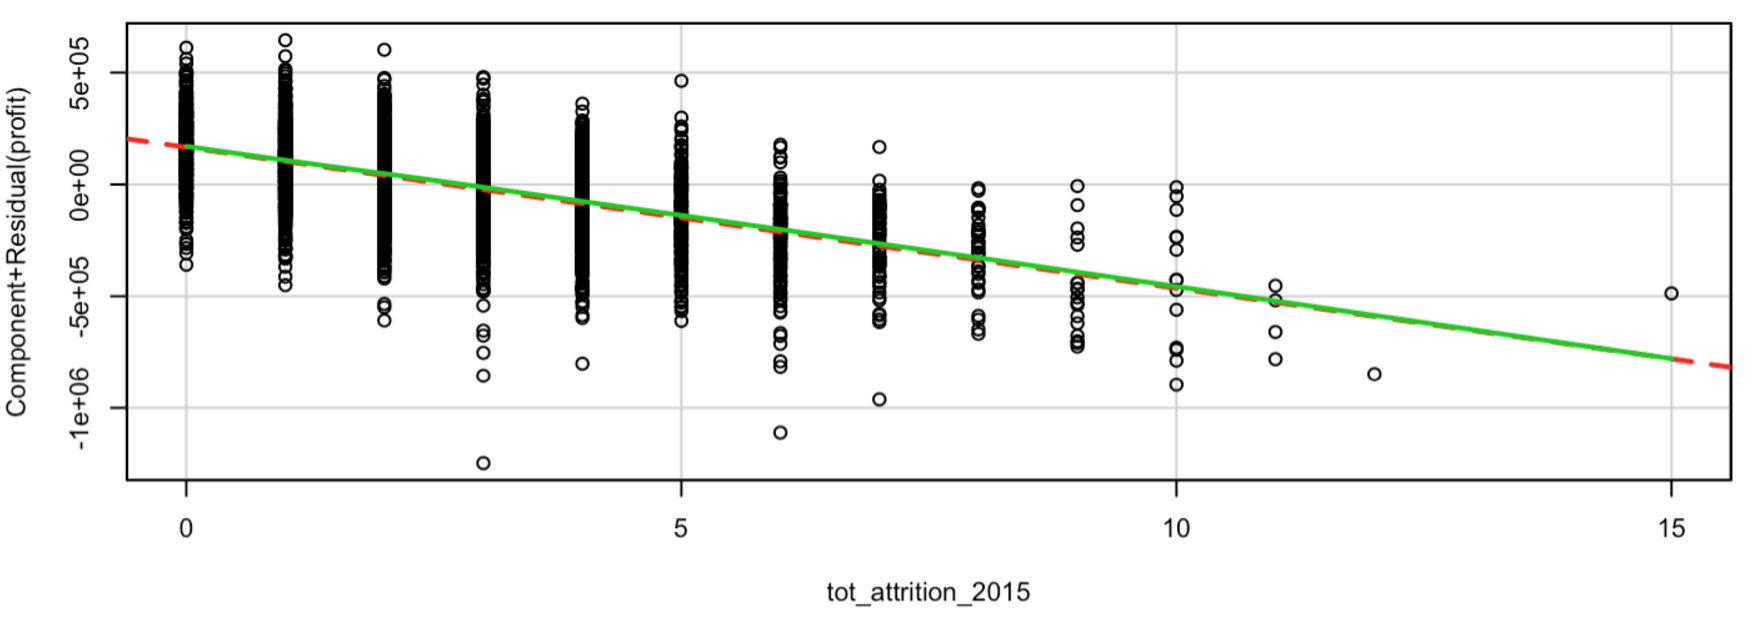 Component+Residual(profit)
5e+05
0e+00
-5e+05
-1e+06
0 5 10 15
tot_attrition_2015